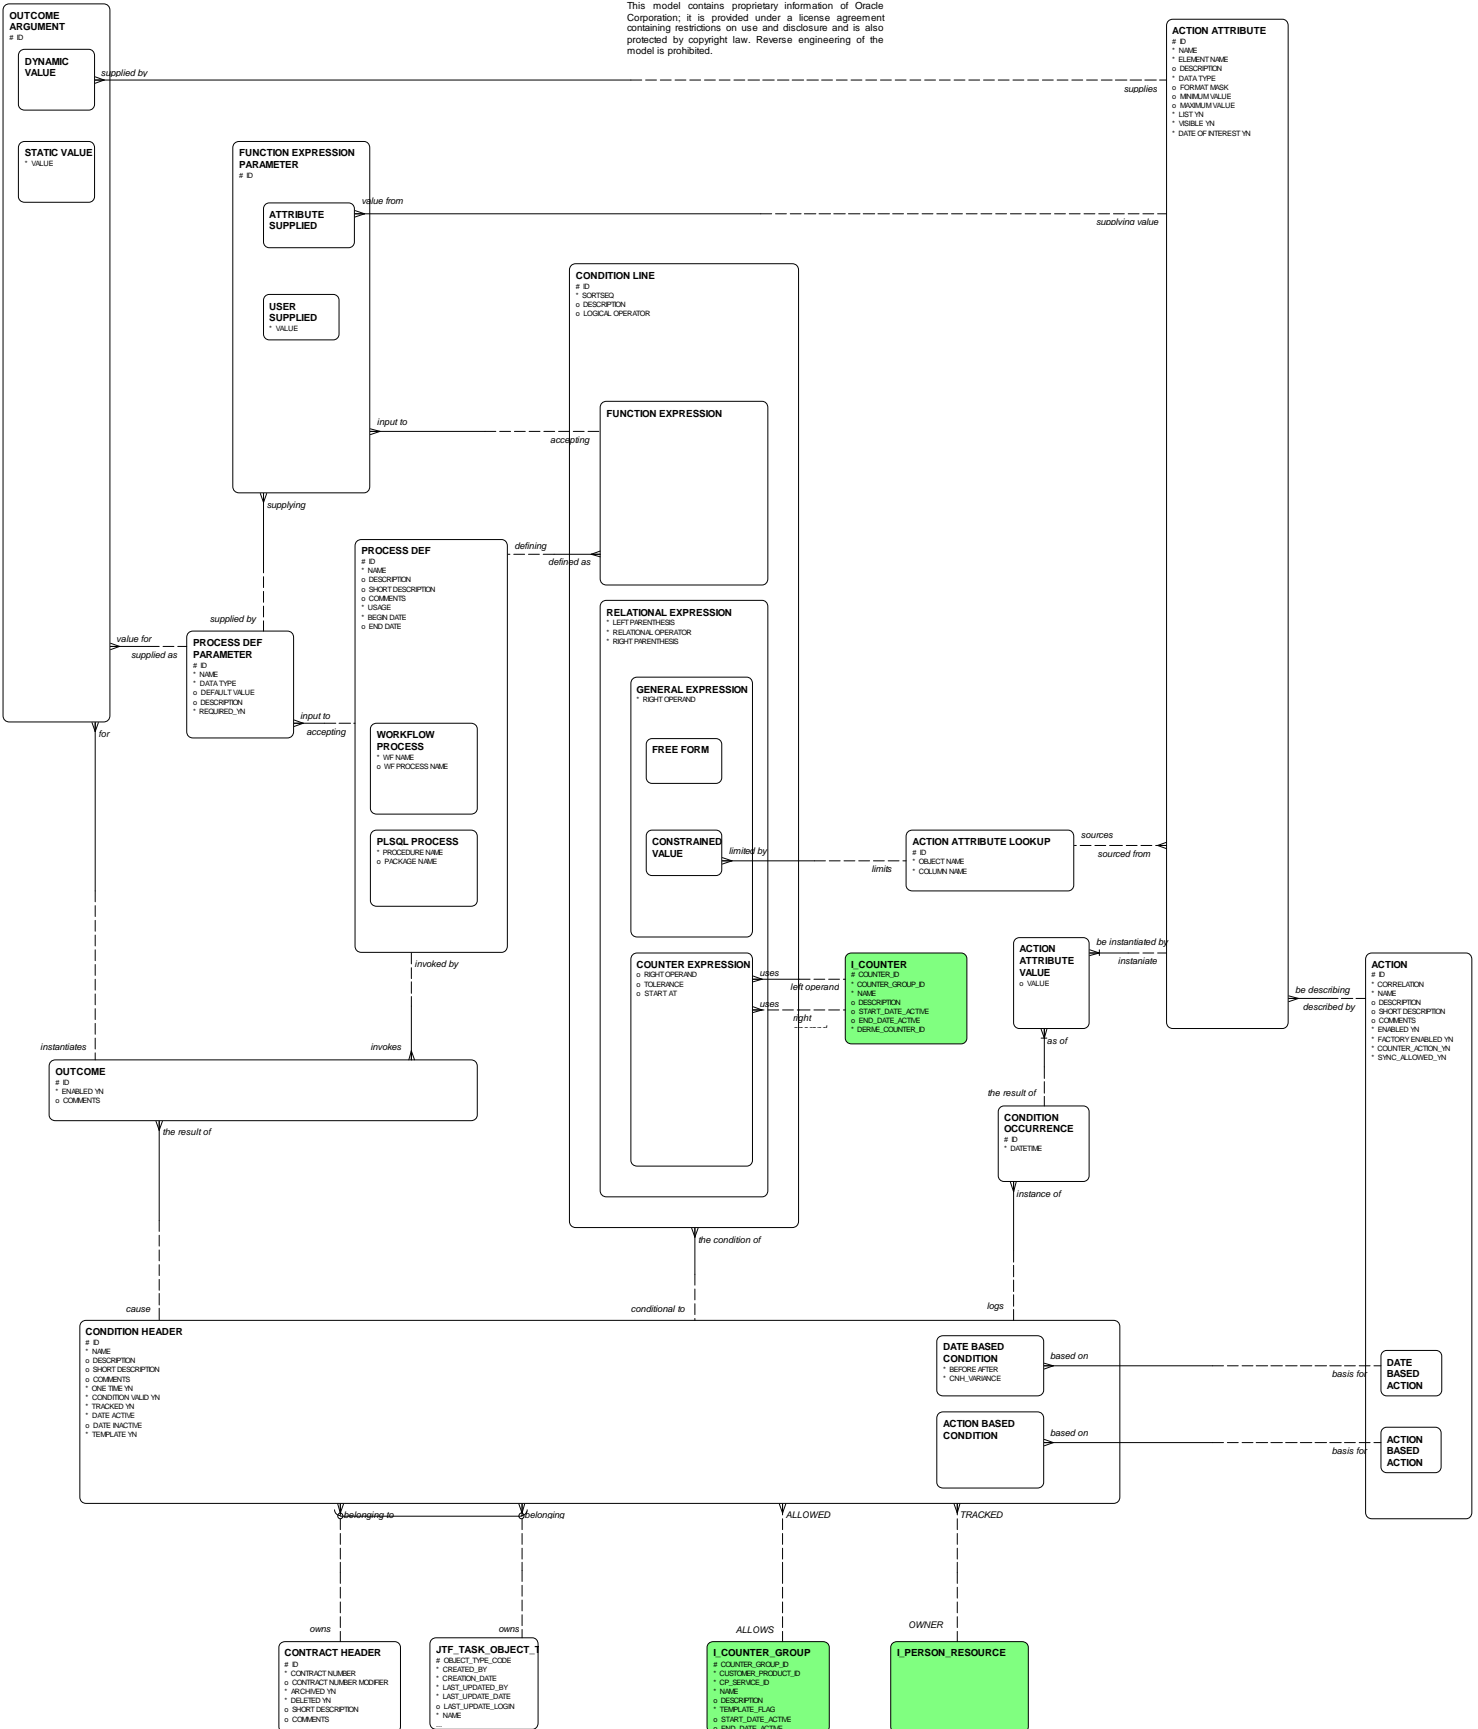 This model contains proprietary information of Oracle
Corporation; it is provided under a license agreement
containing restrictions on use and disclosure and is also
protected by copyright law. Reverse engineering of the
model is prohibited.
OUTCOME
ARGUMENT
# ID
DYNAMIC
VALUE
supplied by
supplies
STATIC VALUE
* VALUE
ACTION ATTRIBUTE
# ID
* NAME
* ELEMENT NAME
o DESCRIPTION
* DATA TYPE
o FORMAT MASK
o MINIMUM VALUE
o MAXIMUM VALUE
* LIST YN
* VISIBLE YN
* DATE OF INTEREST YN
FUNCTION EXPRESSION
PARAMETER
# ID
ATTRIBUTE
SUPPLIED
value from
supplying value
USER
SUPPLIED
* VALUE
CONDITION LINE
# ID
* SORTSEQ
o DESCRIPTION
o LOGICAL OPERATOR
FUNCTION EXPRESSION
input to
accepting
supplying
supplied by
PROCESS DEF
# ID
* NAME
o DESCRIPTION
o SHORT DESCRIPTION
o COMMENTS
* USAGE
* BEGIN DATE
o END DATE
defining
defined as
RELATIONAL EXPRESSION
* LEFT PARENTHESIS
* RELATIONAL OPERATOR
* RIGHT PARENTHESIS
value for
supplied as
PROCESS DEF
PARAMETER
# ID
* NAME
* DATA TYPE
o DEFAULT VALUE
o DESCRIPTION
* REQUIRED_YN
input to
accepting
for
WORKFLOW
PROCESS
* WF NAME
o WF PROCESS NAME
PLSQL PROCESS
* PROCEDURE NAME
o PACKAGE NAME
GENERAL EXPRESSION
* RIGHT OPERAND
FREE FORM
CONSTRAINED
VALUE
limited by
limits
ACTION ATTRIBUTE LOOKUP
# ID
* OBJECT NAME
* COLUMN NAME
sources
sourced from
COUNTER EXPRESSION
o RIGHT OPERAND
o TOLERANCE
o START AT
uses
left operand
uses
right
I_COUNTER
# COUNTER_ID
* COUNTER_GROUP_ID
* NAME
o DESCRIPTION
o START_DATE_ACTIVE
o END_DATE_ACTIVE
* DERIVE_COUNTER_ID
ACTION
ATTRIBUTE
VALUE
o VALUE
be instantiated by
instaniate
ACTION
# ID
* CORRELATION
* NAME
o DESCRIPTION
o SHORT DESCRIPTION
o COMMENTS
* ENABLED YN
* FACTORY ENABLED YN
* COUNTER_ACTION_YN
* SYNC_ALLOWED_YN
be describing
described by
invoked by
invokes
instantiates
OUTCOME
# ID
* ENABLED YN
o COMMENTS
as of
the result of
CONDITION
OCCURRENCE
# ID
* DATETIME
instance of
logs
the result of
cause
the condition of
conditional to
CONDITION HEADER
# ID
* NAME
o DESCRIPTION
o SHORT DESCRIPTION
o COMMENTS
* ONE TIME YN
* CONDITION VALID YN
* TRACKED YN
* DATE ACTIVE
o DATE INACTIVE
* TEMPLATE YN
DATE BASED
CONDITION
* BEFORE AFTER
* CNH_VARIANCE
based on
basis for
DATE
BASED
ACTION
ACTION BASED
CONDITION
based on
basis for
ACTION
BASED
ACTION
belonging to
belonging
ALLOWED
TRACKED
owns
owns
ALLOWS
OWNER
CONTRACT HEADER
# ID
* CONTRACT NUMBER
o CONTRACT NUMBER MODIFIER
* ARCHIVED YN
* DELETED YN
o SHORT DESCRIPTION
o COMMENTS
JTF_TASK_OBJECT_T
# OBJECT_TYPE_CODE
* CREATED_BY
* CREATION_DATE
* LAST_UPDATED_BY
* LAST_UPDATE_DATE
o LAST_UPDATE_LOGIN
* NAME
...
I_COUNTER_GROUP
# COUNTER_GROUP_ID
* CUSTOMER_PRODUCT_ID
* CP_SERVICE_ID
* NAME
o DESCRIPTION
* TEMPLATE_FLAG
o START_DATE_ACTIVE
o END_DATE_ACTIVE
I_PERSON_RESOURCE